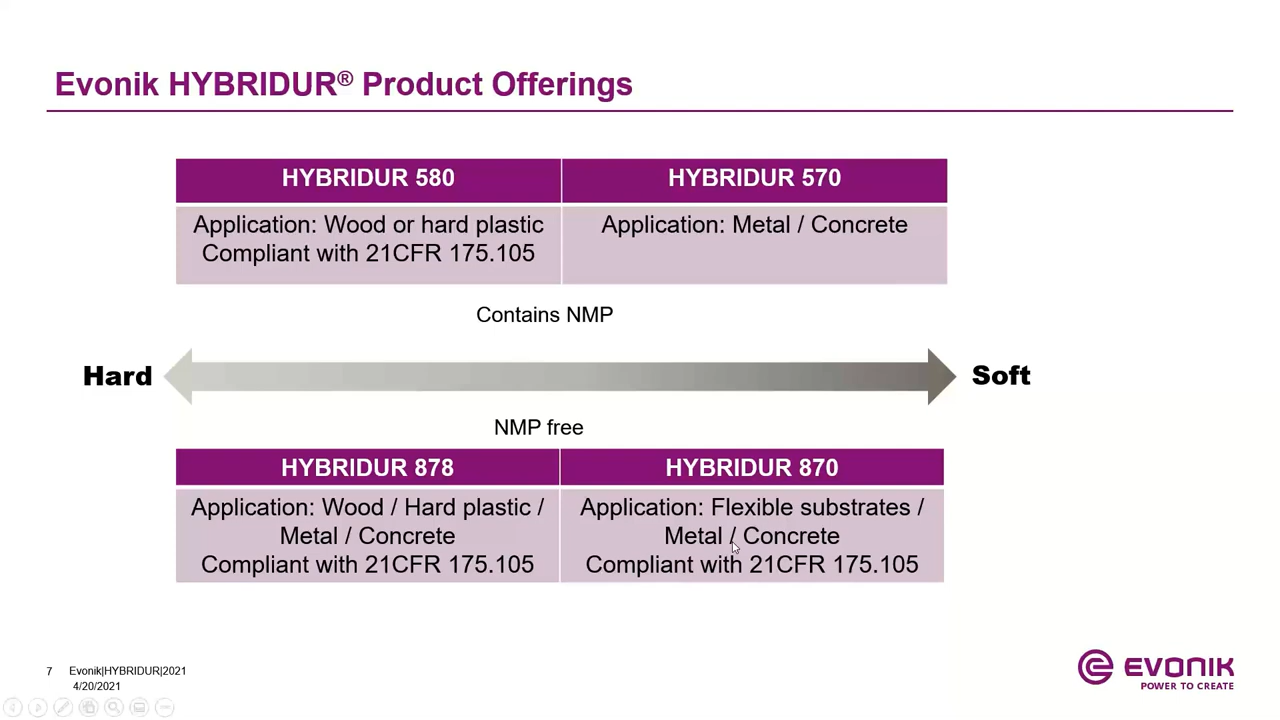 Evonik HYBRIDUR® Product Offerings
HYBRIDUR 580
HYBRIDUR 570
Application: Wood or hard plastic
Compliant with 21CFR 175.105
Application: Metal / Concrete
Contains NMP
Hard
Soft
NMP free
HYBRIDUR 878
HYBRIDUR 870
Application: Wood / Hard plastic /
Metal / Concrete
Compliant with 21CFR 175.105
Application: Flexible substrates /
Metal / Concrete
Compliant with 21CFR 175.105
7 Evonik|HYBRIDUR|2021
4/20/2021
EVONIK
POWER TO CREATE